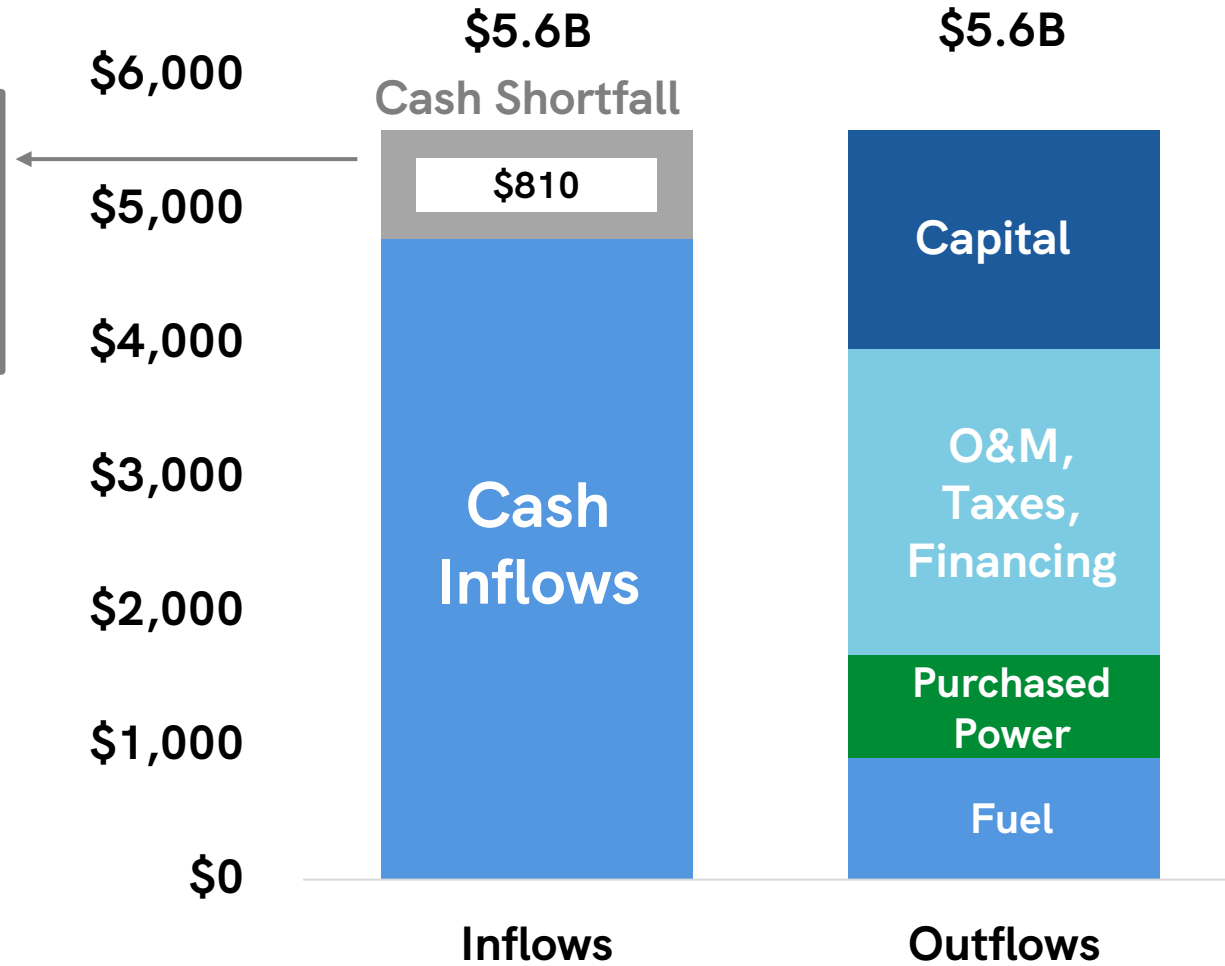 $5.6B
$5.6B
$6,000
Cash Shortfall
$810
$5,000
Capital
$4,000
O&M,
Taxes,
Financing
$3,000
Cash
Inflows
$2,000
Purchased
Power
$1,000
Fuel
$0
Inflows
Outflows